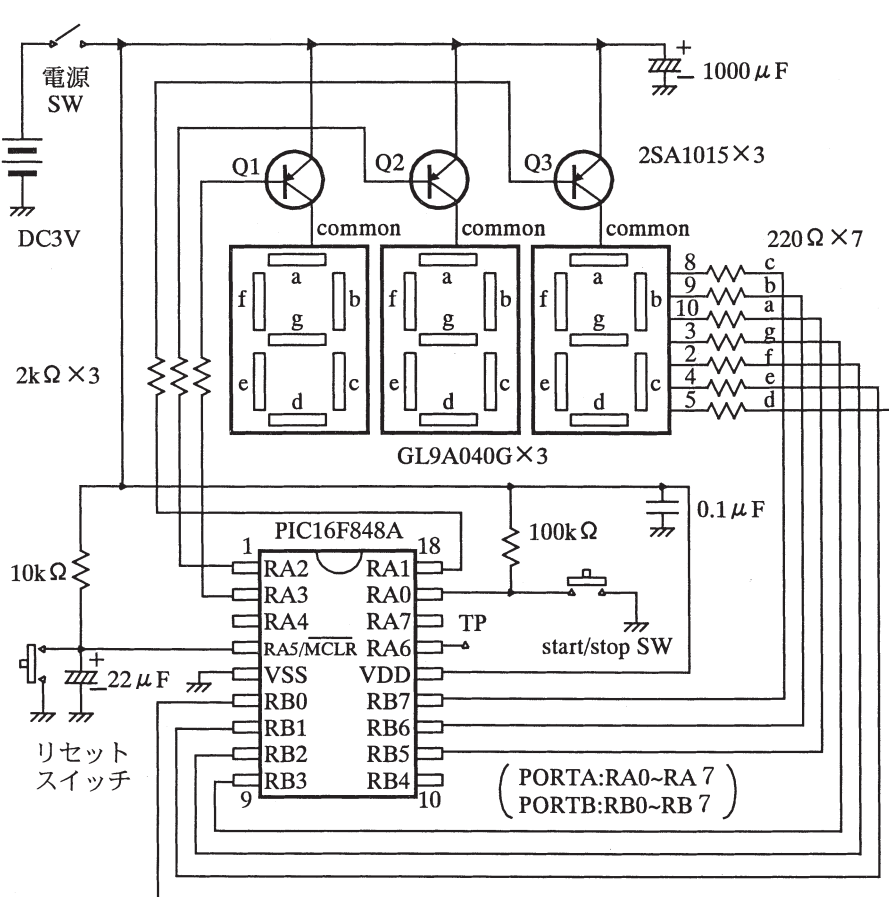 電源
SW
+
− 1000μF
Q1
Q2
Q3
2SA1015×3
DC3V
common
common
common
220Ω×7
a
b
c
d
e
f
g
a
b
c
d
e
f
g
a
b
c
d
e
f
g
8 c
9 b
10 a
3 g
2 f
4 e
5 d
2kΩ×3
GL9A040G×3
0.1μF
PIC16F848A
1
18
100kΩ
10kΩ
RA2
RA1
RA3
RA0
RA4
RA7
TP
RA5/MCLR
RA6
start/stop SW
+
− 22μF
VSS
VDD
RB0
RB7
RB1
RB6
RB2
RB5
RB3
RB4
9
10
リセット
スイッチ
(PORTA:RA0~RA7
PORTB:RB0~RB7)